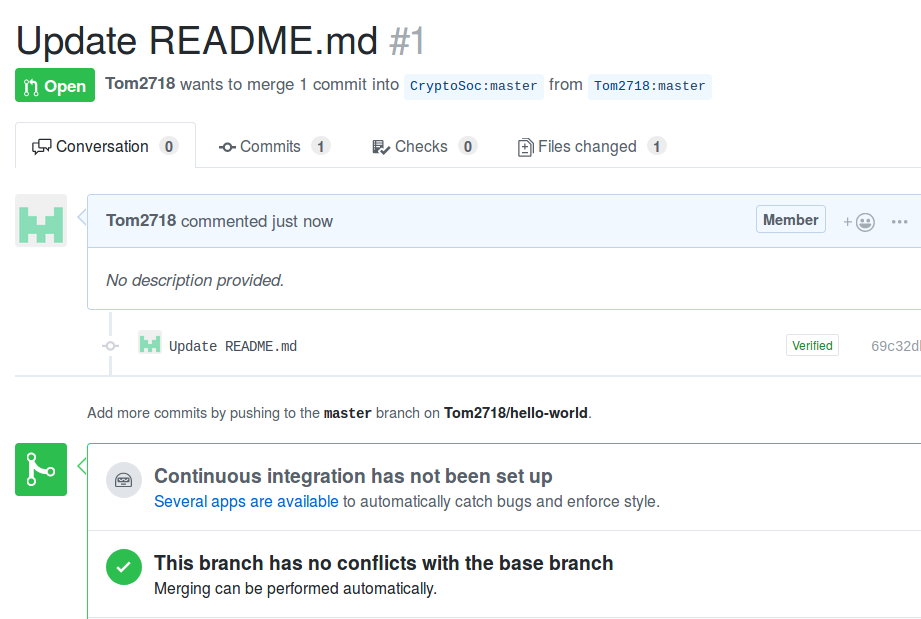 Update README.md #1
Open Tom2718 wants to merge 1 commit into CryptoSoc:master from Tom2718:master
Conversation 0 Commits 1 Checks 0 Files changed 1
Tom2718 commented just now Member
No description provided.
Update README.md Verified 69c32d
Add more commits by pushing to the master branch on Tom2718/hello-world.
Continuous integration has not been set up
Several apps are available to automatically catch bugs and enforce style.
This branch has no conflicts with the base branch
Merging can be performed automatically.